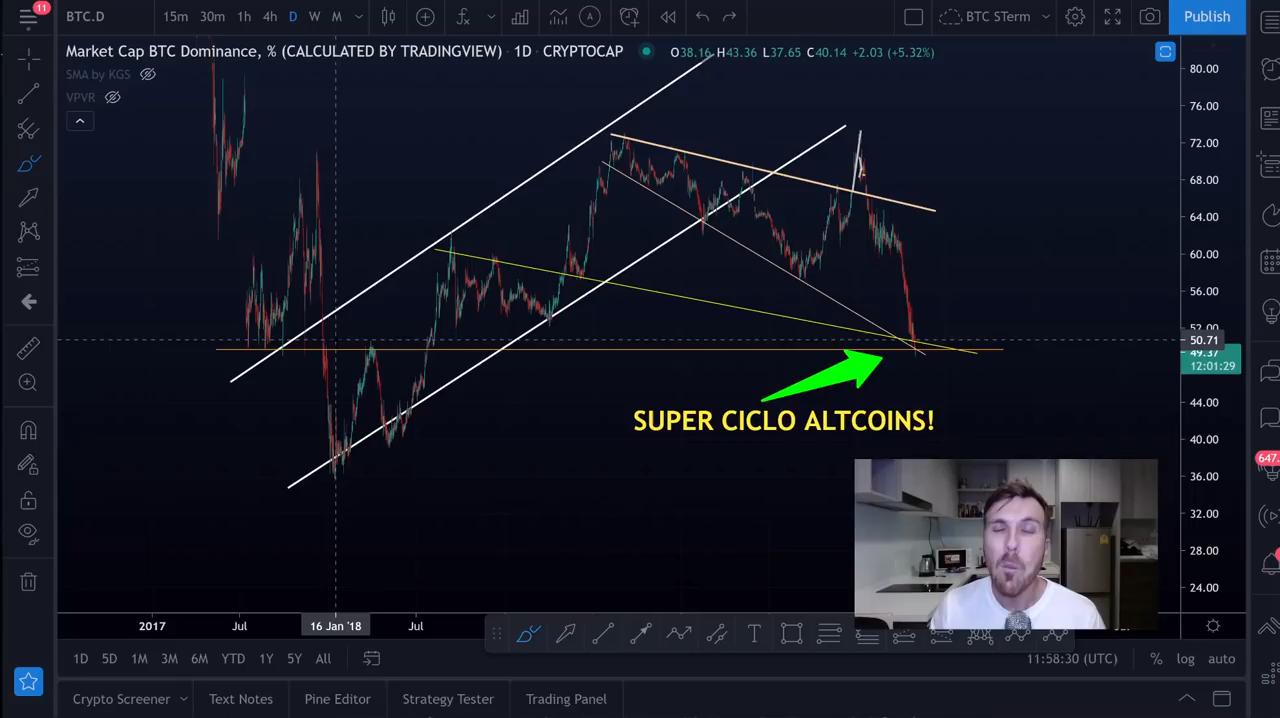 11
BTC.D
15m 30m 1h 4h D W M
BTC STerm
Publish
Market Cap BTC Dominance, % (CALCULATED BY TRADINGVIEW) · 1D · CRYPTOCAP
O38.16 H43.36 L37.65 C40.14 +2.03 (+5.32%)
SMA by KGS
VPVR
80.00
76.00
72.00
68.00
64.00
60.00
56.00
52.00
50.71
49.37
12:01:29
44.00
40.00
36.00
32.00
28.00
24.00
SUPER CICLO ALTCOINS!
647
2017
Jul
16 Jan '18
Jul
1D 5D 1M 3M 6M YTD 1Y 5Y All
11:58:30 (UTC)
% log auto
Crypto Screener
Text Notes
Pine Editor
Strategy Tester
Trading Panel